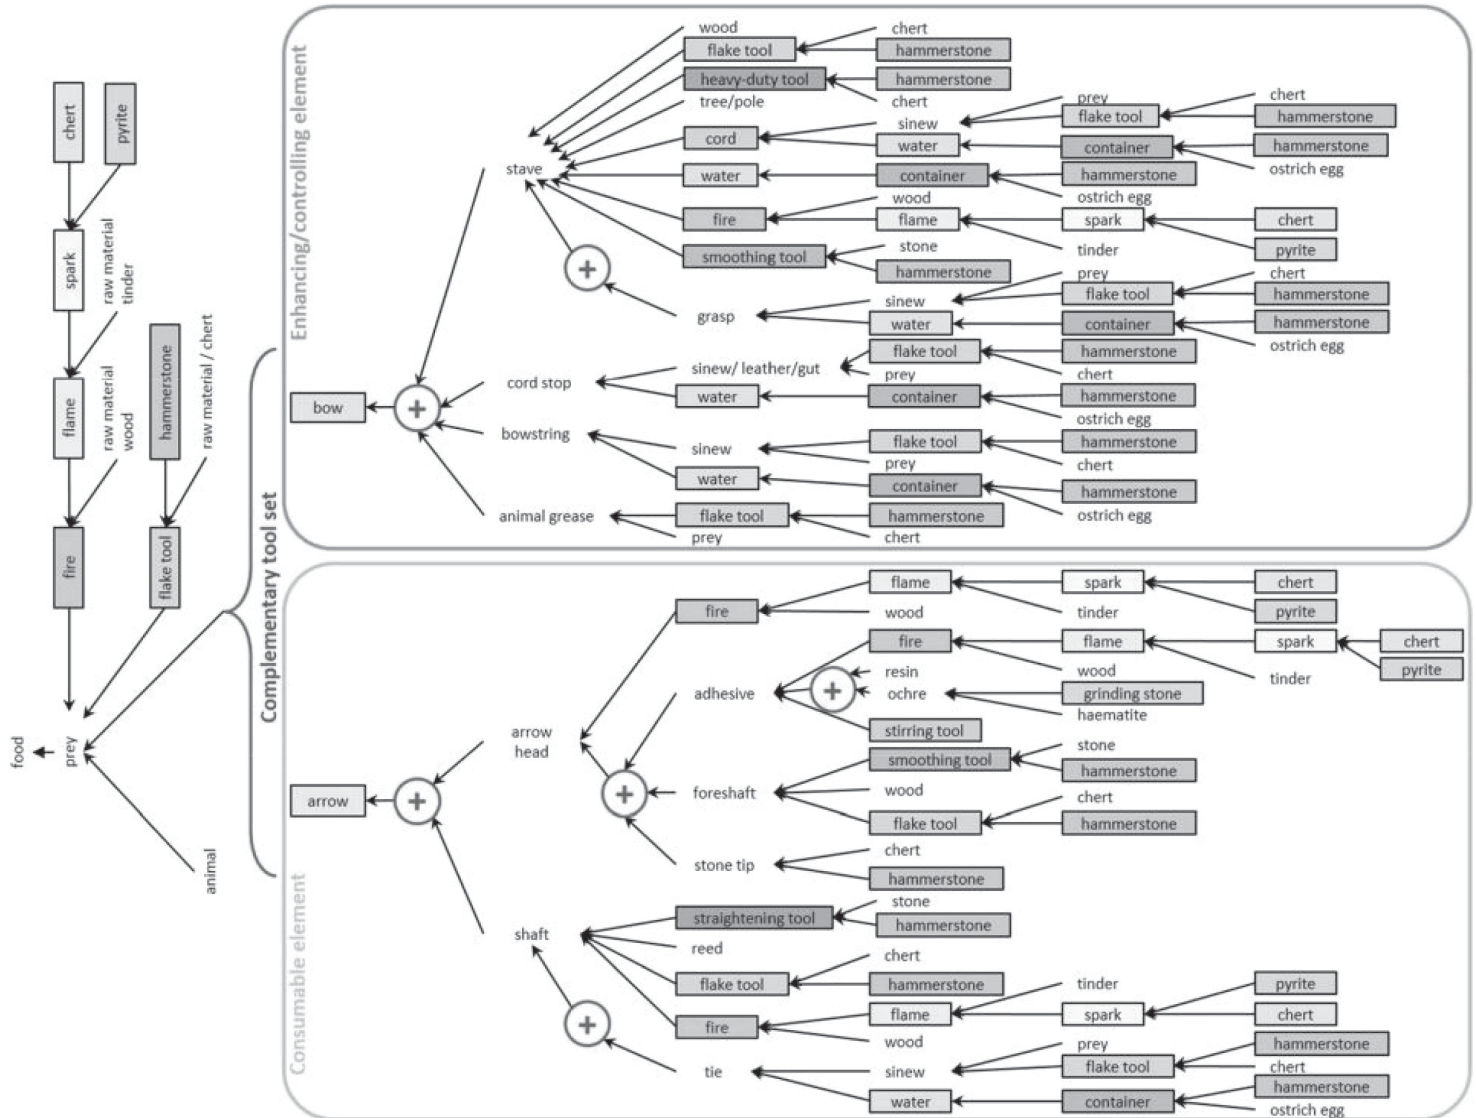 chert
pyrite
spark
raw material
tinder
flame
raw material
wood
hammerstone
raw material / chert
fire
flake tool
food
prey
animal
Complementary tool set
Enhancing/controlling element
bow
stave
wood
flake tool
chert
hammerstone
heavy-duty tool
hammerstone
chert
tree/pole
cord
sinew
prey
flake tool
chert
hammerstone
water
container
hammerstone
ostrich egg
water
container
hammerstone
ostrich egg
fire
wood
flame
spark
chert
pyrite
tinder
smoothing tool
stone
hammerstone
+
grasp
sinew
prey
flake tool
chert
hammerstone
water
container
hammerstone
ostrich egg
+
cord stop
sinew/ leather/gut
flake tool
hammerstone
chert
prey
water
container
hammerstone
ostrich egg
bowstring
sinew
flake tool
hammerstone
chert
prey
water
container
hammerstone
ostrich egg
animal grease
flake tool
hammerstone
chert
prey
Consumable element
arrow
+
arrow
head
fire
flame
spark
chert
pyrite
tinder
wood
+
adhesive
fire
flame
spark
chert
pyrite
tinder
wood
+
resin
ochre
grinding stone
haematite
stirring tool
foreshaft
smoothing tool
stone
hammerstone
wood
flake tool
chert
hammerstone
stone tip
chert
hammerstone
shaft
straightening tool
stone
hammerstone
reed
flake tool
chert
hammerstone
fire
flame
tinder
spark
pyrite
chert
wood
+
tie
sinew
prey
flake tool
hammerstone
chert
water
container
hammerstone
ostrich egg